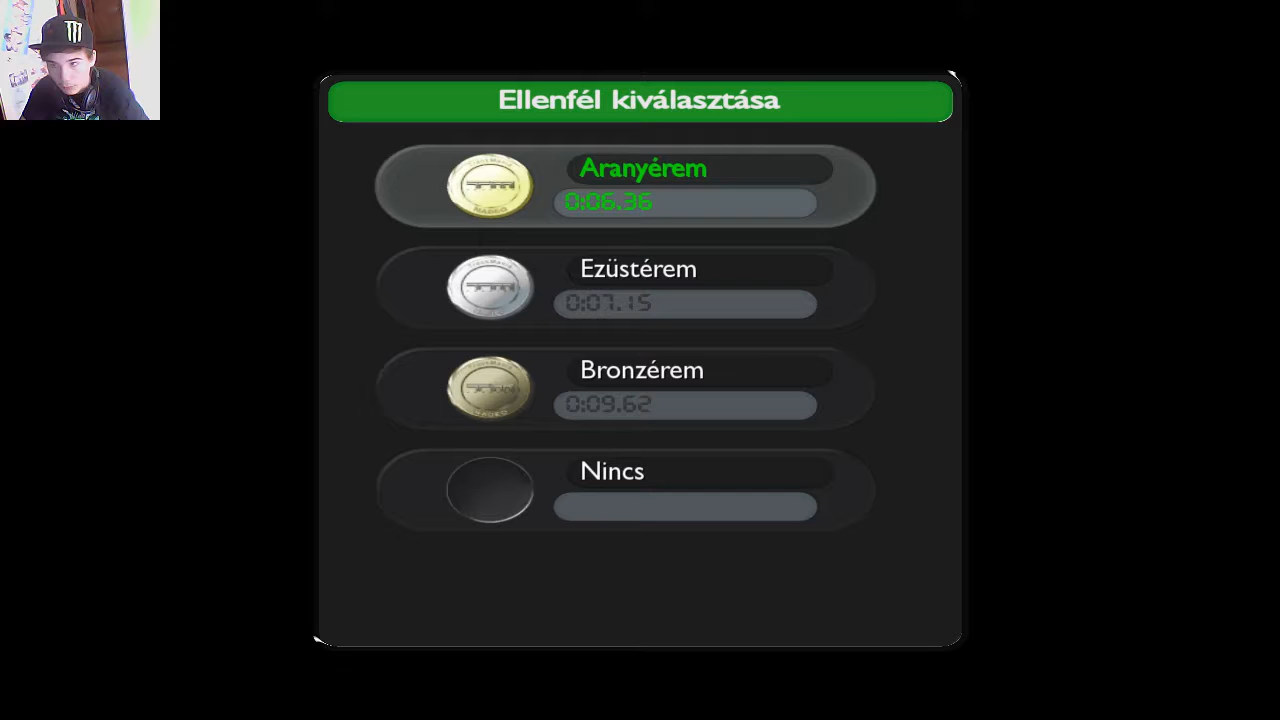 Ellenfél kiválasztása
Aranyérem
0:06.36
Ezüstérem
0:07.15
Bronzérem
0:09.62
Nincs